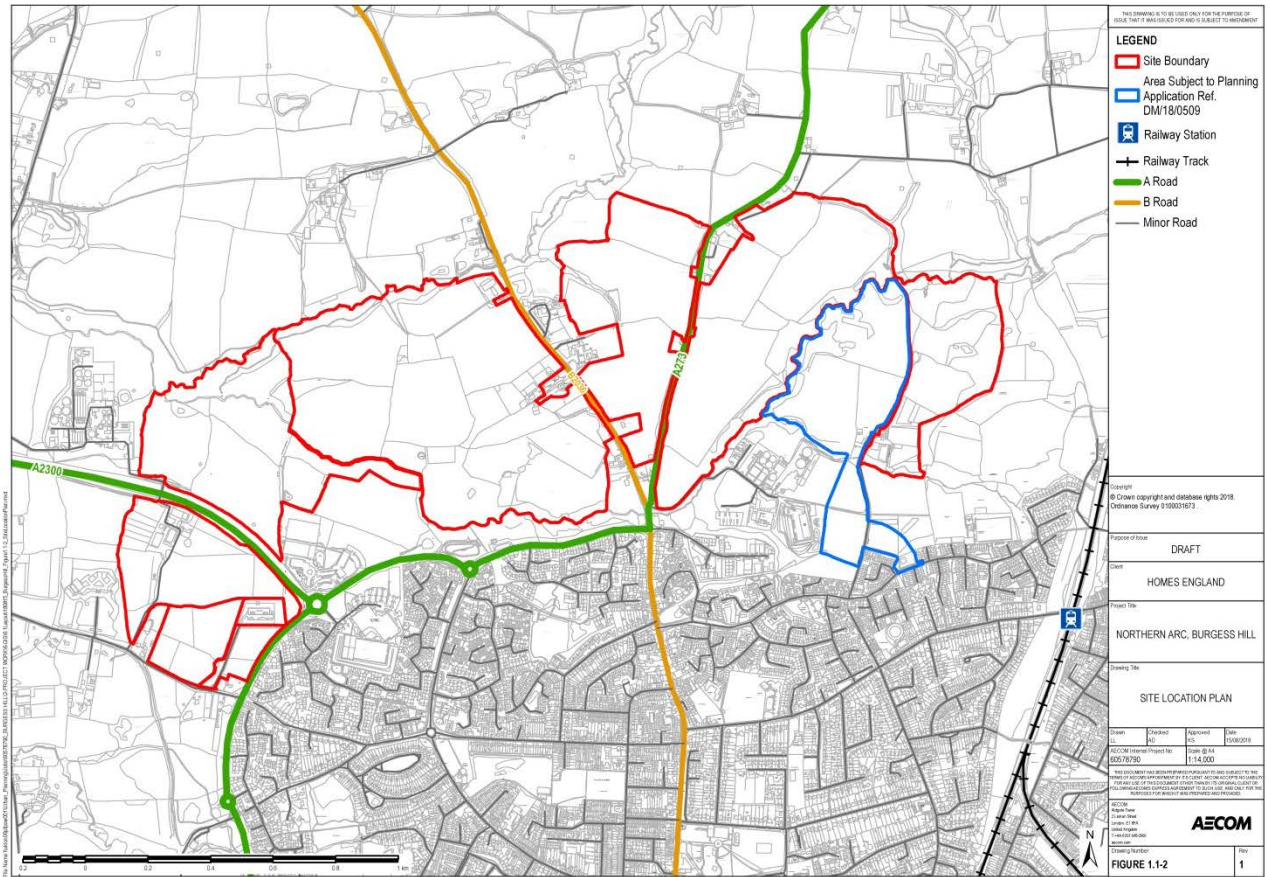 THIS DRAWING IS TO BE USED ONLY FOR THE PURPOSE OF
ISSUE THAT IT WAS ISSUED FOR AND IS SUBJECT TO AMENDMENT
LEGEND
Site Boundary
Area Subject to Planning
Application Ref.
DM/18/0509
Railway Station
Railway Track
A Road
B Road
Minor Road
A2300
A273
Copyright
© Crown copyright and database rights 2018.
Ordnance Survey 0100031673
Purpose of Issue
DRAFT
Client
HOMES ENGLAND
Project Title
NORTHERN ARC, BURGESS HILL
Drawing Title
SITE LOCATION PLAN
Drawn
Checked
Approved
Date
LL
AC
KS
AECOM Internal Project No
Scale @ A4
60578790
1:14,000
AECOM
N
Drawing Number
Rev
FIGURE 1.1-2
1
0.2
0
0.2
0.4
0.6
0.8
1 km